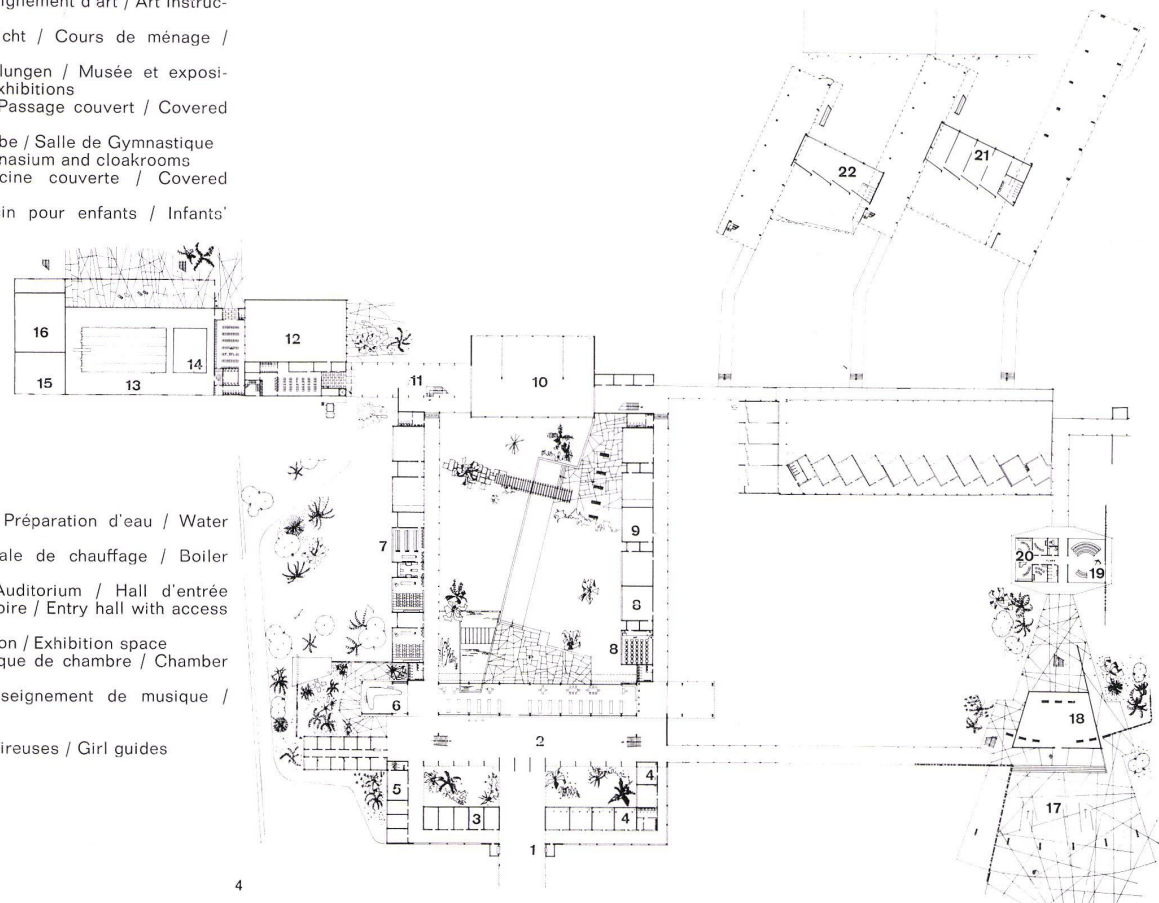 ignement d'art / Art Instruc-
cht / Cours de ménage /
lungen / Musée et exposi-
xhibitions
Passage couvert / Covered
be / Salle de Gymnastique
nasium and cloakrooms
cine couverte / Covered
in pour enfants / Infants'
Préparation d'eau / Water
ale de chauffage / Boiler
Auditorium / Hall d'entrée
oire / Entry hall with access
on / Exhibition space
que de chambre / Chamber
seignement de musique /
ireuses / Girl guides
21
22
16
15
13
14
12
11
10
7
9
8
8
6
2
5
3
4
4
1
20
19
18
17
4